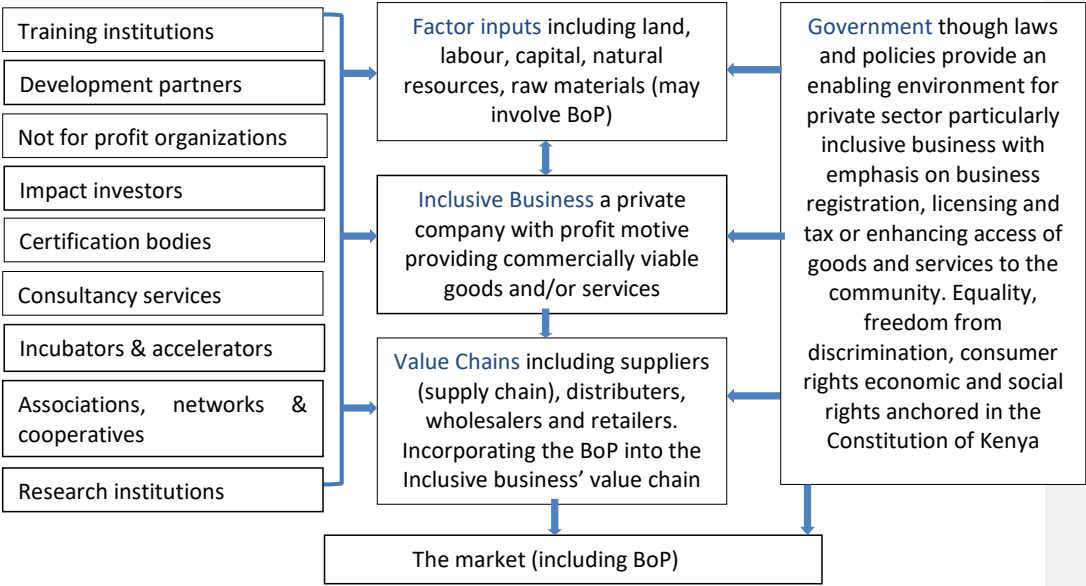 Training institutions
Development partners
Not for profit organizations
Impact investors
Certification bodies
Consultancy services
Incubators & accelerators
Associations, networks &
cooperatives
Research institutions
Factor inputs including land,
labour, capital, natural
resources, raw materials (may
involve BoP)
Inclusive Business a private
company with profit motive
providing commercially viable
goods and/or services
Value Chains including suppliers
(supply chain), distributers,
wholesalers and retailers.
Incorporating the BoP into the
Inclusive business’ value chain
The market (including BoP)
Government though laws
and policies provide an
enabling environment for
private sector particularly
inclusive business with
emphasis on business
registration, licensing and
tax or enhancing access of
goods and services to the
community. Equality,
freedom from
discrimination, consumer
rights economic and social
rights anchored in the
Constitution of Kenya